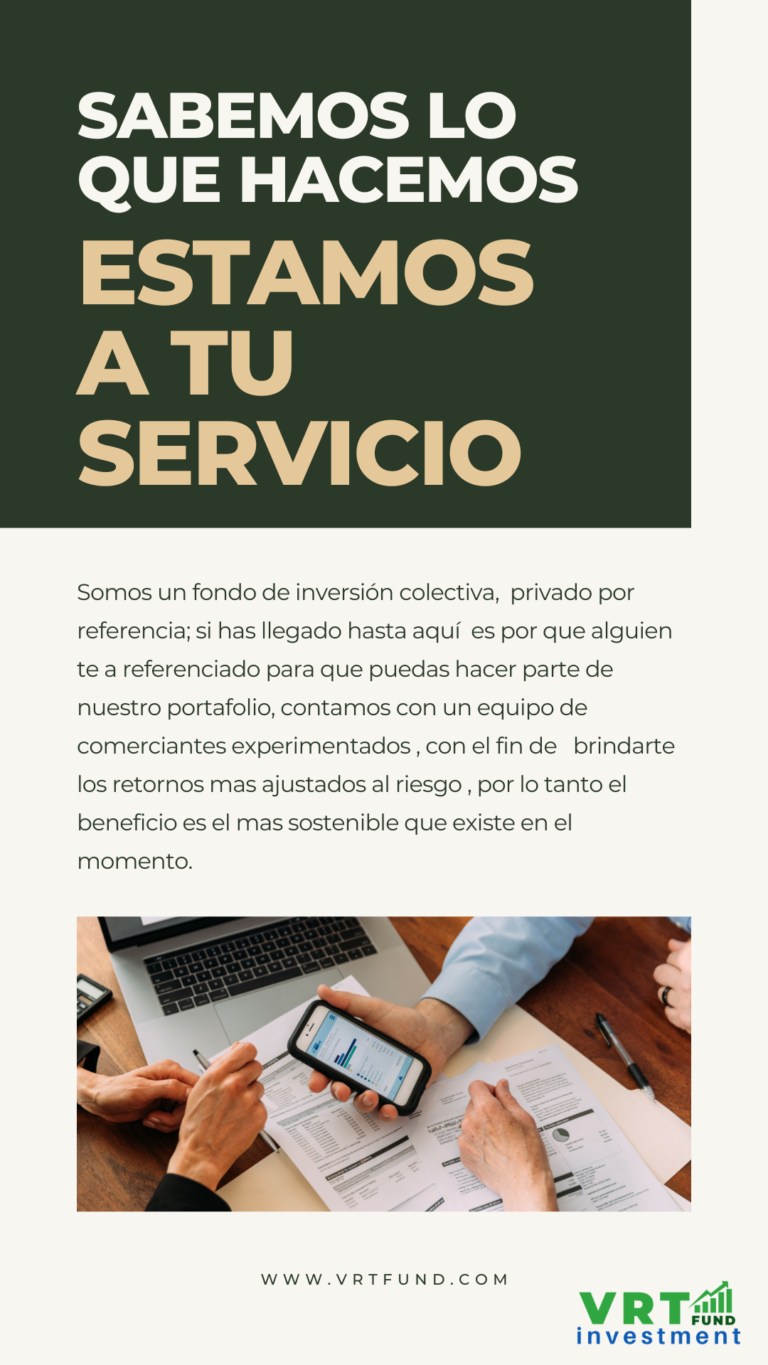 SABEMOS LO
QUE HACEMOS
ESTAMOS
A TU
SERVICIO
Somos un fondo de inversión colectiva,  privado por
referencia; si has llegado hasta aquí  es por que alguien
te a referenciado para que puedas hacer parte de
nuestro portafolio, contamos con un equipo de
comerciantes experimentados , con el fin de   brindarte
los retornos mas ajustados al riesgo , por lo tanto el
beneficio es el mas sostenible que existe en el
momento.
WWW.VRTFUND.COM
VRT
FUND
investment